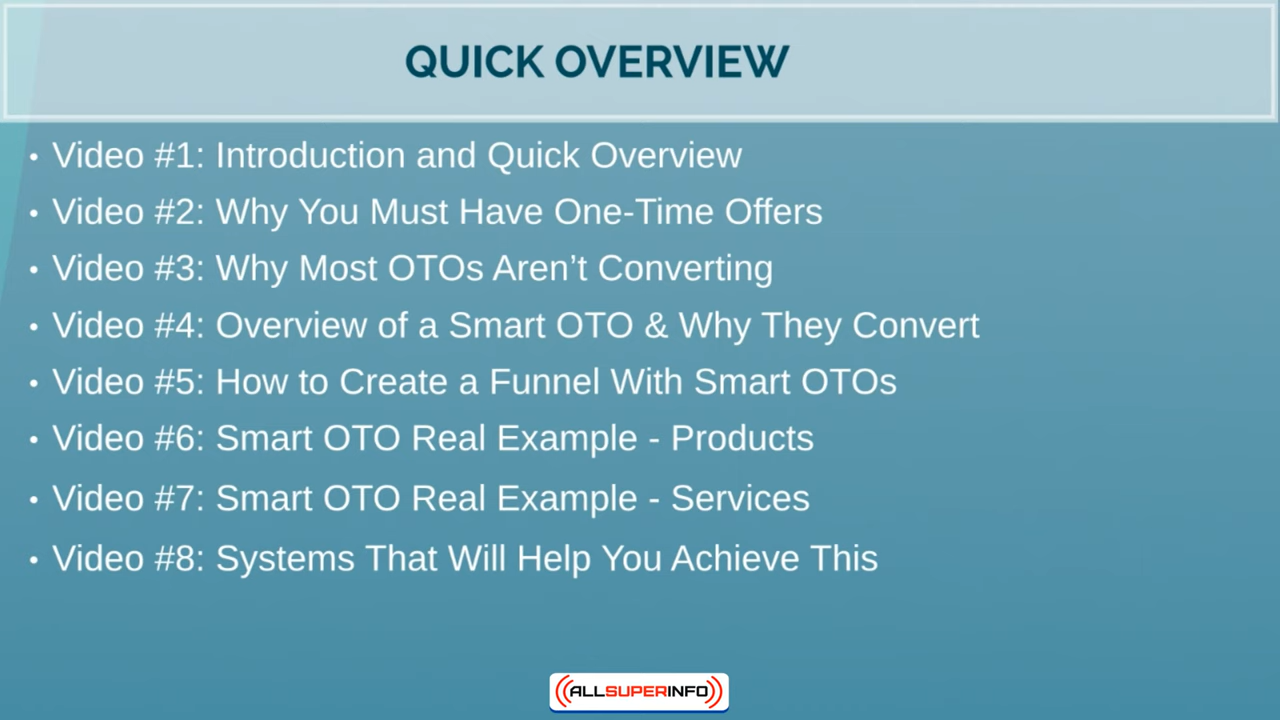 QUICK OVERVIEW
• Video #1: Introduction and Quick Overview
• Video #2: Why You Must Have One-Time Offers
• Video #3: Why Most OTOs Aren’t Converting
• Video #4: Overview of a Smart OTO & Why They Convert
• Video #5: How to Create a Funnel With Smart OTOs
• Video #6: Smart OTO Real Example - Products
• Video #7: Smart OTO Real Example - Services
• Video #8: Systems That Will Help You Achieve This
ALLSUPERINFO